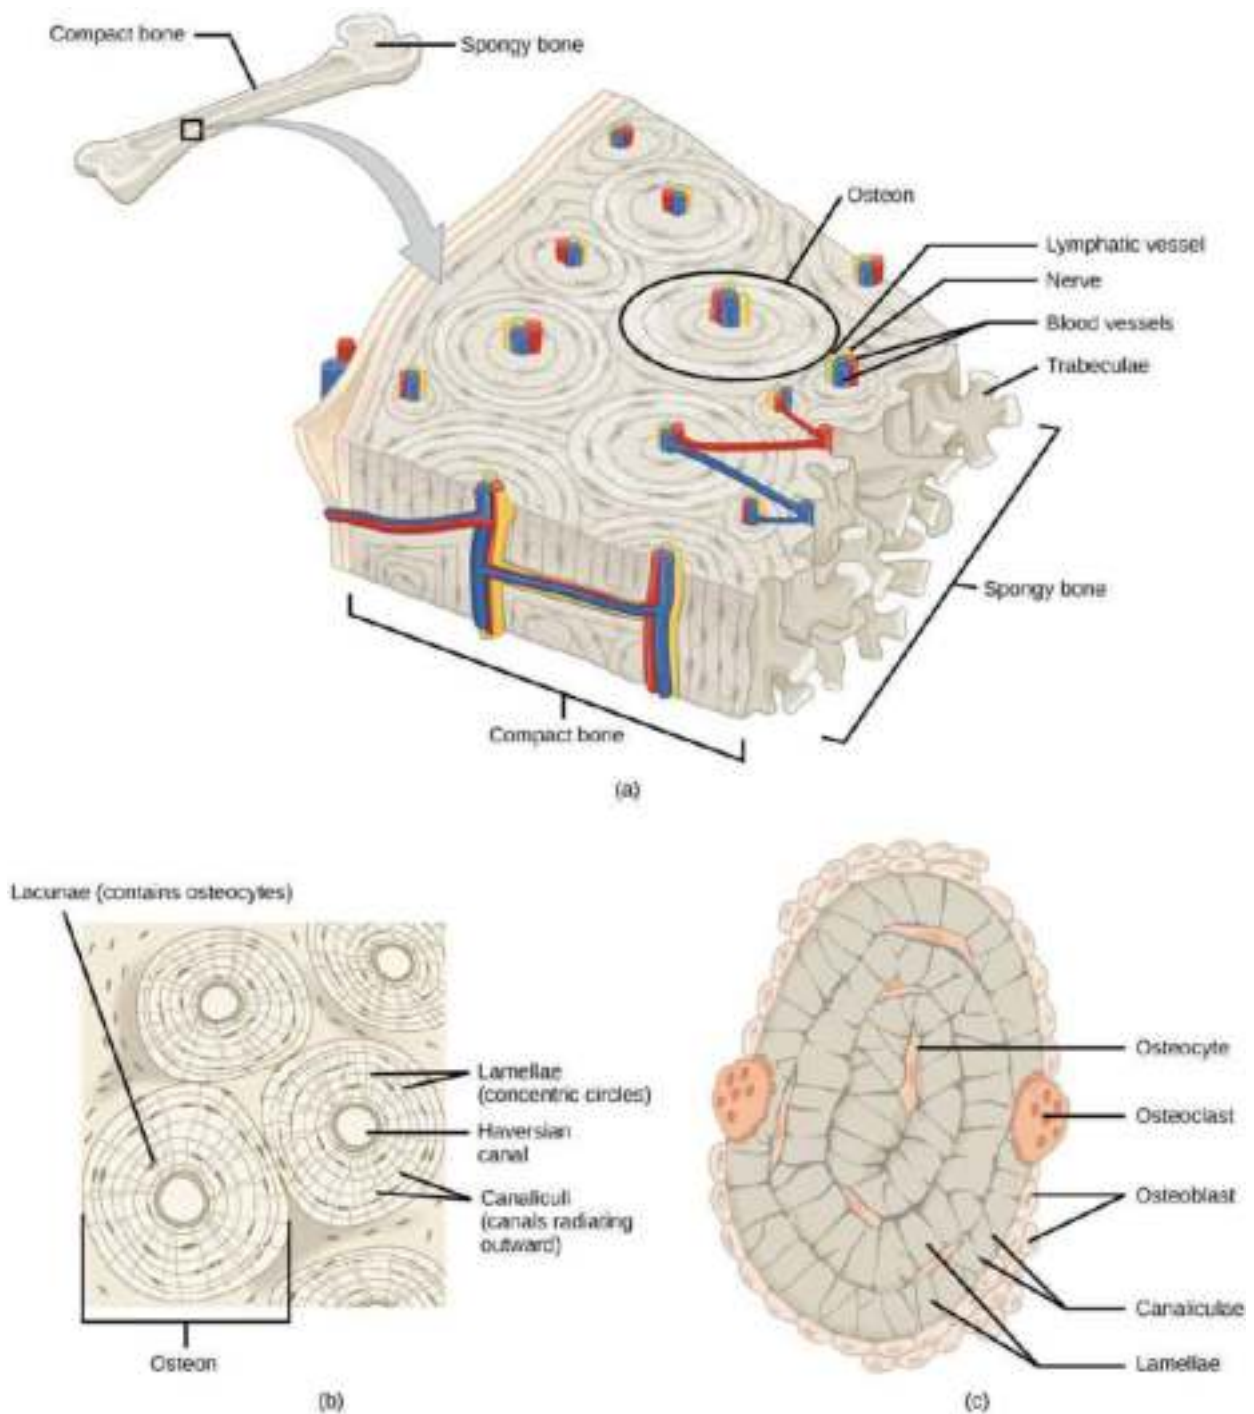 Compact bone
Spongy bone
Osteon
Lymphatic vessel
Nerve
Blood vessels
Trabeculae
Spongy bone
Compact bone
(a)
Lacunae (contains osteocytes)
Lamellae
(concentric circles)
Haversian
canal
Canaliculi
(canals radiaring
outward)
Osteon
(b)
Osteocyte
Osteoclast
Osteoblast
Canaliculae
Lamellae
(c)